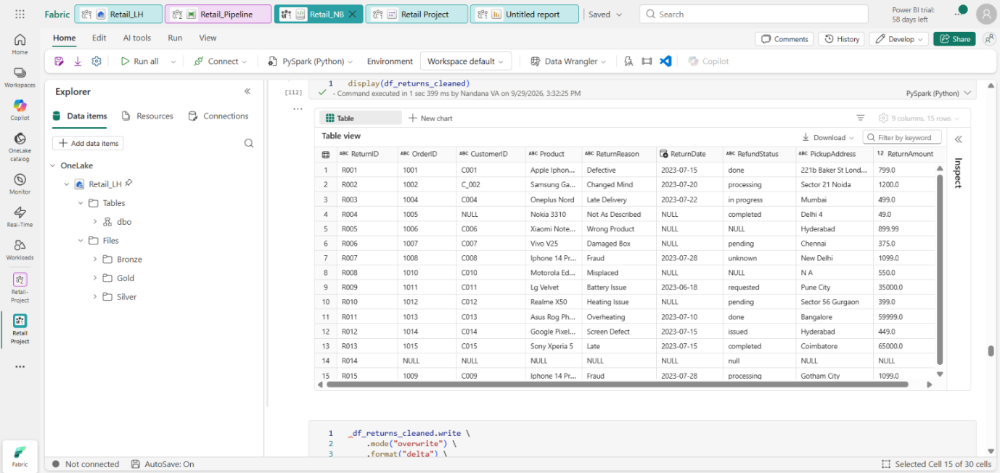 Fabric Retail_LH Retail_Pipeline Retail_NB Retail Project Untitled report Saved Search Power BI trial: 58 days left
Home Edit AI tools Run View Comments History Develop Share
Run all Connect PySpark (Python) Environment Workspace default Data Wrangler Copilot
Home
Workspaces
Copilot
OneLake catalog
Monitor
Real-Time
Workloads
Retail-Project
Retail Project
Fabric
Explorer
Data items Resources Connections
Add data items
OneLake
Retail_LH
Tables
dbo
Files
Bronze
Gold
Silver
1 display(df_returns_cleaned)
[112] - Command executed in 1 sec 399 ms by Nandana VA on 9/29/2026, 3:32:25 PM PySpark (Python)
Table New chart 9 columns, 15 rows
Table view Download Filter by keyword
Inspect
ABC ReturnID ABC OrderID ABC CustomerID ABC Product ABC ReturnReason ReturnDate ABC RefundStatus ABC PickupAddress 1.2 ReturnAmount
1 R001 1001 C001 Apple Iphon... Defective 2023-07-15 done 221b Baker St Lond... 799.0
2 R002 1002 C_002 Samsung Ga... Changed Mind 2023-07-20 processing Sector 21 Noida 1200.0
3 R003 1004 C004 Oneplus Nord Late Delivery 2023-07-22 in progress Mumbai 499.0
4 R004 1005 NULL Nokia 3310 Not As Described NULL completed Delhi 4 49.0
5 R005 1006 C006 Xiaomi Note... Wrong Product NULL NULL Hyderabad 899.99
6 R006 1007 C007 Vivo V25 Damaged Box NULL pending Chennai 375.0
7 R007 1008 C008 Iphone 14 Pr... Fraud 2023-07-28 unknown New Delhi 1099.0
8 R008 1010 C010 Motorola Ed... Misplaced NULL NULL N A 550.0
9 R009 1011 C011 Lg Velvet Battery Issue 2023-06-18 requested Pune City 35000.0
10 R010 1012 C012 Realme X50 Heating Issue NULL pending Sector 56 Gurgaon 399.0
11 R011 1013 C013 Asus Rog Ph... Overheating 2023-07-10 done Bangalore 59999.0
12 R012 1014 C014 Google Pixel... Screen Defect 2023-07-15 issued Hyderabad 449.0
13 R013 1015 C015 Sony Xperia 5 Late 2023-07-15 completed Coimbatore 65000.0
14 R014 NULL NULL NULL NULL NULL null NULL NULL
15 R015 1009 C009 Iphone 14 Pr... Fraud 2023-07-28 processing Gotham City 1099.0
1 df_returns_cleaned.write \
2 .mode("overwrite") \
3 .format("delta") \
Not connected AutoSave: On Selected Cell 15 of 30 cells